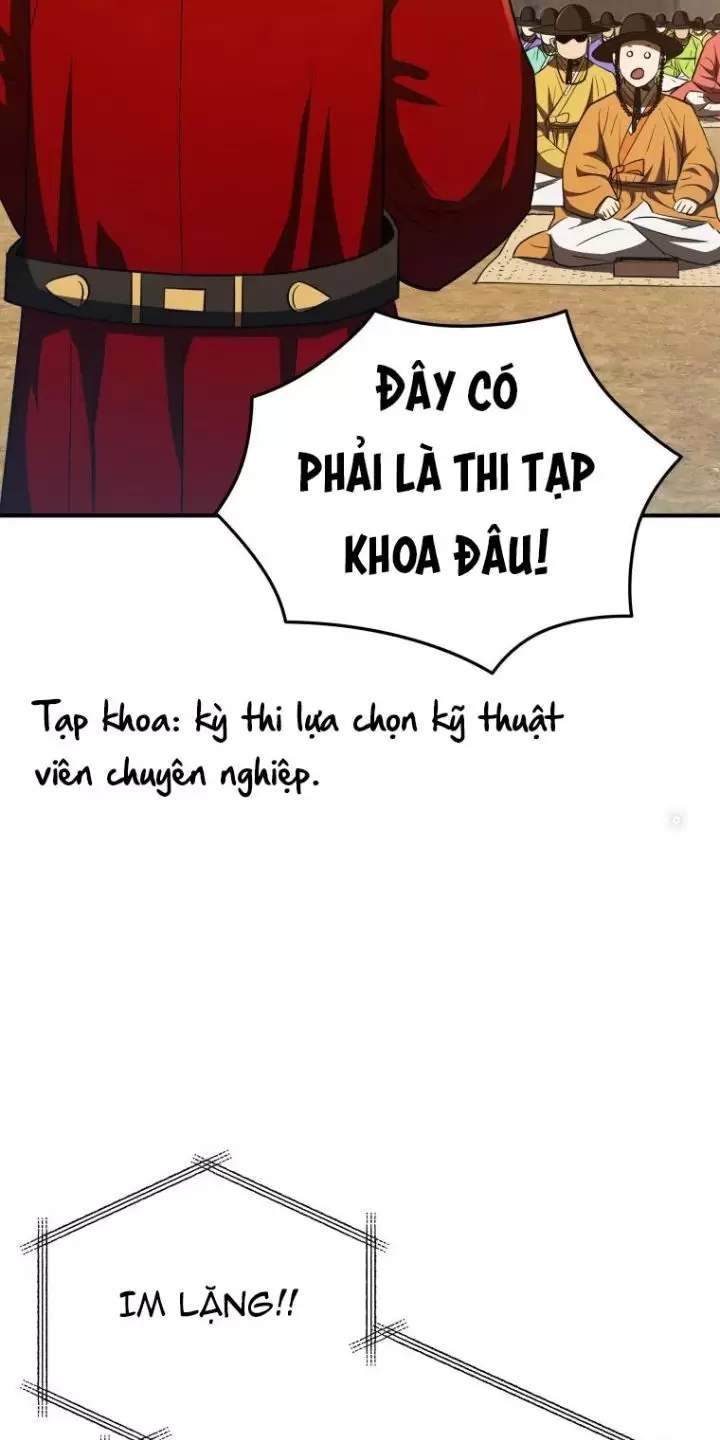 ĐÂY CÓ
PHẢI LÀ THI TẠP
KHOA ĐÂU!
Tạp khoa: kỳ thi lựa chọn kỹ thuật
viên chuyên nghiệp.
IM LẶNG!!